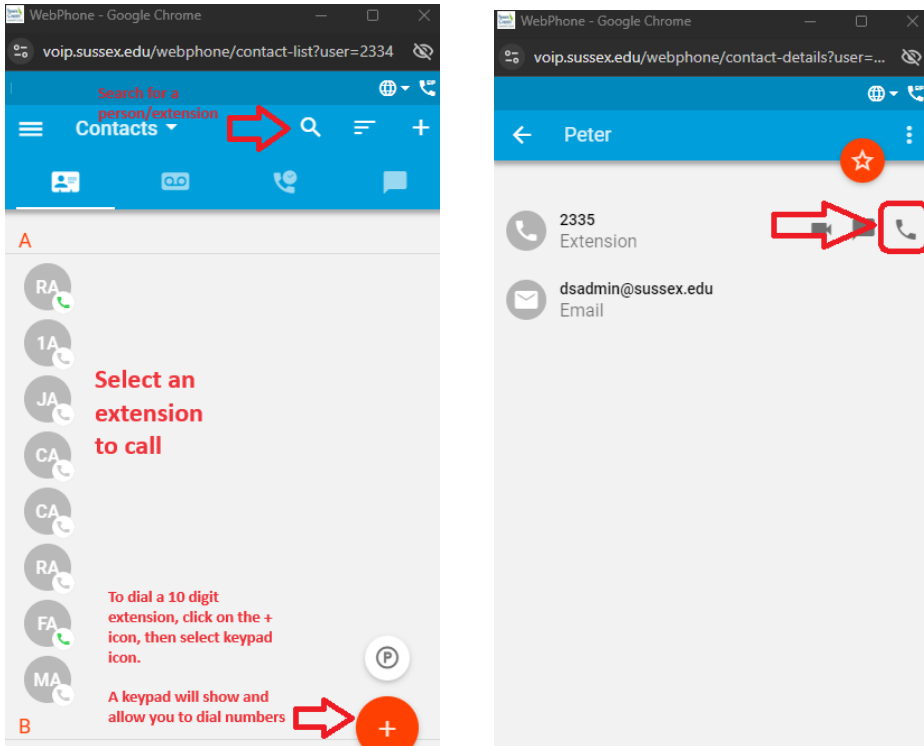 WebPhone - Google Chrome
voip.sussex.edu/webphone/contact-list?user=2334
Search for a
person/extension
Contacts
A
RA
1A
JA
CA
CA
RA
FA
MA
Select an
extension
to call
To dial a 10 digit
extension, click on the +
icon, then select keypad
icon.
A keypad will show and
allow you to dial numbers
P
B
WebPhone - Google Chrome
voip.sussex.edu/webphone/contact-details?user=...
Peter
2335
Extension
dsadmin@sussex.edu
Email